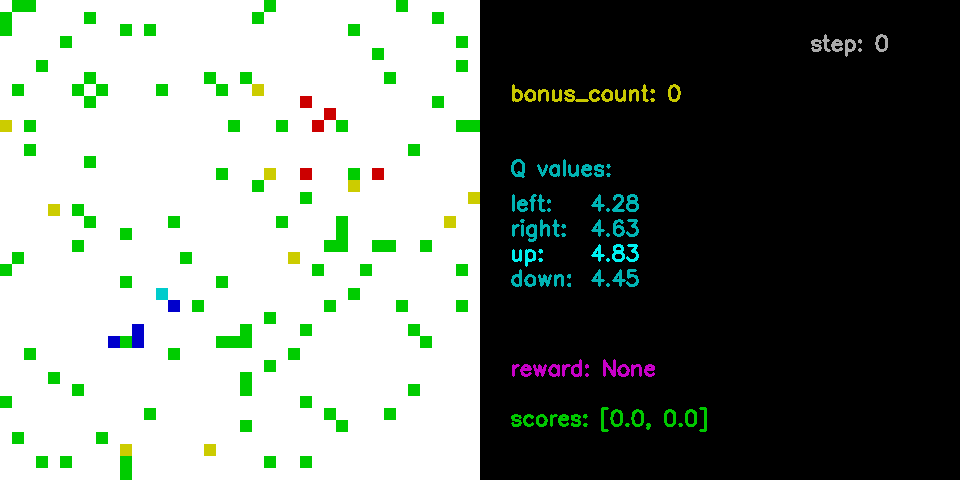 step: 0
bonus_count: 0
Q values:
left: 4.28
right: 4.63
up: 4.83
down: 4.45
reward: None
scores: [0.0, 0.0]